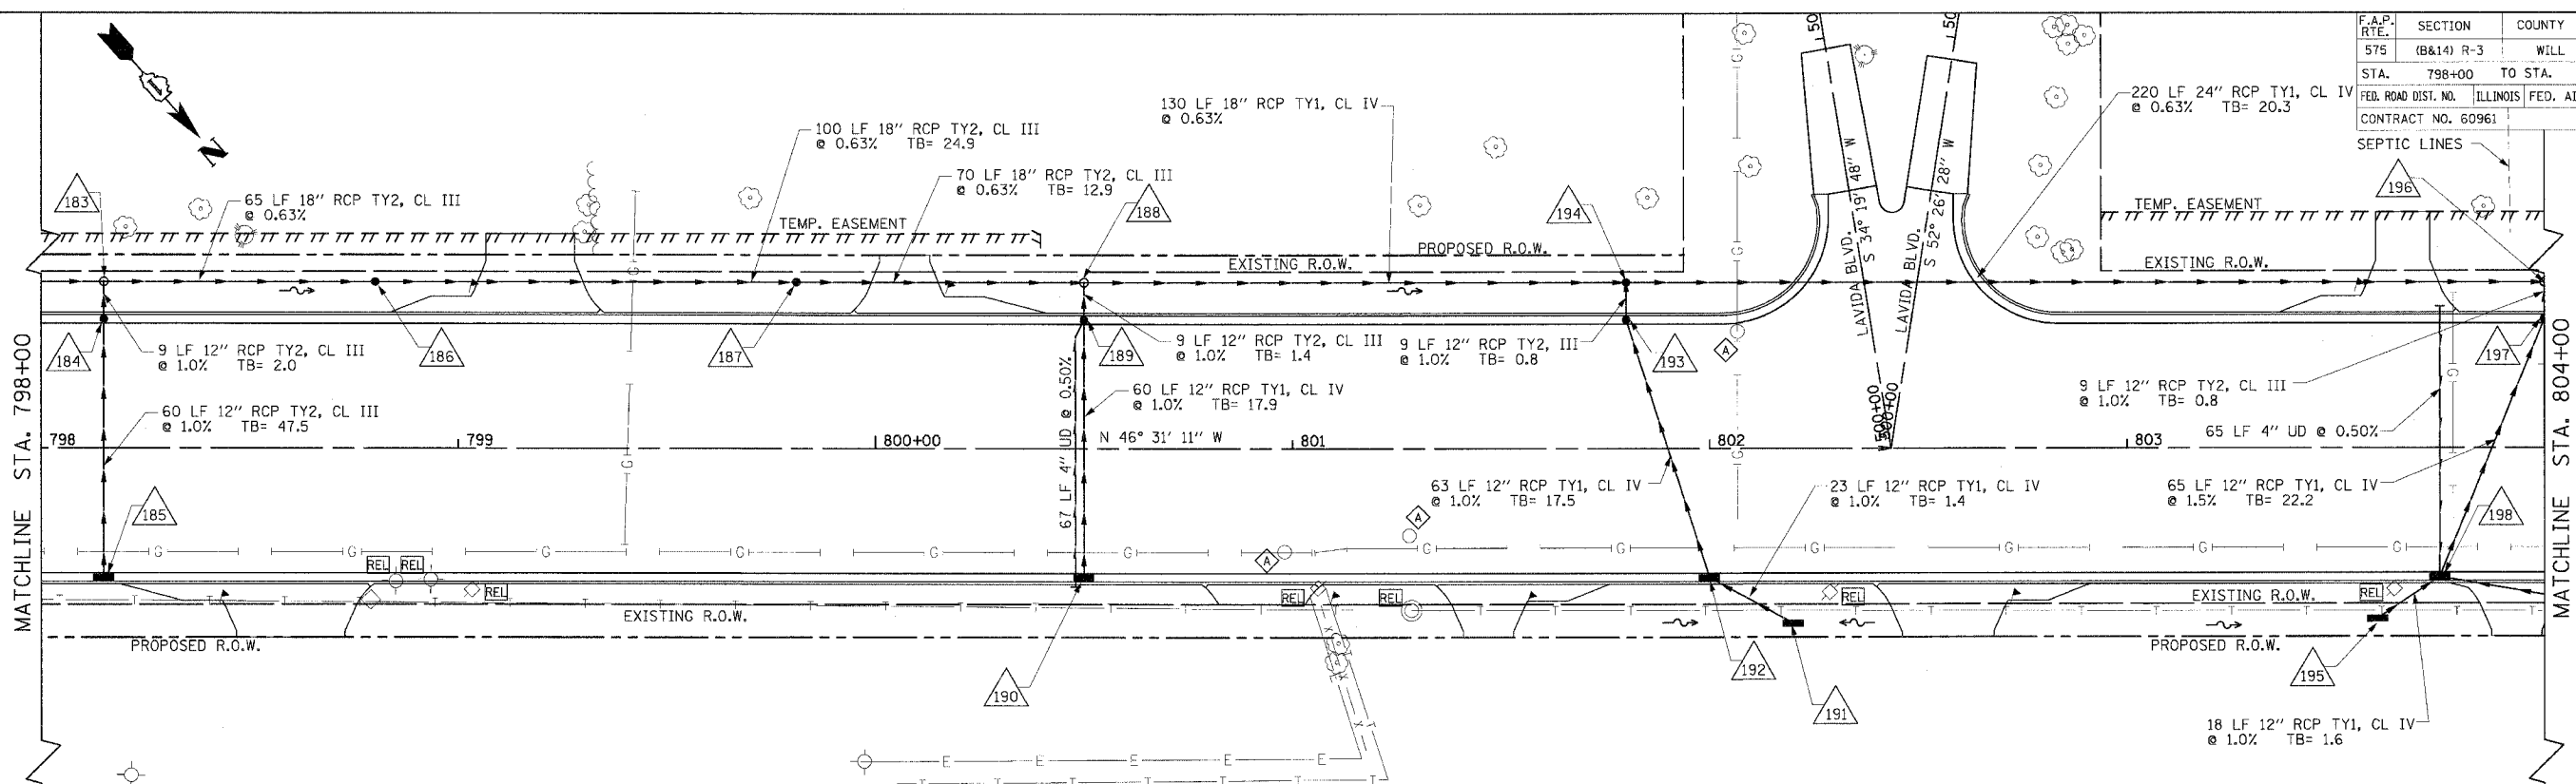 F.A.P. RTE. SECTION COUNTY
575 (B&14) R-3 WILL
STA. 798+00 TO STA.
FED. ROAD DIST. NO. ILLINOIS FED. AI
CONTRACT NO. 60961
SEPTIC LINES
N
50
50
130 LF 18" RCP TY1, CL IV
@ 0.63%
220 LF 24" RCP TY1, CL IV
@ 0.63% TB= 20.3
100 LF 18" RCP TY2, CL III
@ 0.63% TB= 24.9
70 LF 18" RCP TY2, CL III
@ 0.63% TB= 12.9
65 LF 18" RCP TY2, CL III
@ 0.63%
183
188
194
196
TEMP. EASEMENT
TEMP. EASEMENT
PROPOSED R.O.W.
EXISTING R.O.W.
EXISTING R.O.W.
LAVIDA BLVD.
S 34° 19' 48" W
LAVIDA BLVD.
S 52° 26' 28" W
500+00
500+00
184
186
187
189
193
197
A
9 LF 12" RCP TY2, CL III
@ 1.0% TB= 2.0
9 LF 12" RCP TY2, CL III
@ 1.0% TB= 1.4
9 LF 12" RCP TY2, III
@ 1.0% TB= 0.8
9 LF 12" RCP TY2, CL III
@ 1.0% TB= 0.8
60 LF 12" RCP TY2, CL III
@ 1.0% TB= 47.5
67 LF 4" UD @ 0.50%
60 LF 12" RCP TY1, CL IV
@ 1.0% TB= 17.9
65 LF 4" UD @ 0.50%
MATCHLINE STA. 798+00
MATCHLINE STA. 804+00
798
799
800+00
N 46° 31' 11" W
801
802
803
63 LF 12" RCP TY1, CL IV
@ 1.0% TB= 17.5
23 LF 12" RCP TY1, CL IV
@ 1.0% TB= 1.4
65 LF 12" RCP TY1, CL IV
@ 1.5% TB= 22.2
185
198
A
A
G G G G G G G G G G G G
REL REL
REL
REL
REL
REL
REL
EXISTING R.O.W.
EXISTING R.O.W.
PROPOSED R.O.W.
PROPOSED R.O.W.
190
192
191
195
18 LF 12" RCP TY1, CL IV
@ 1.0% TB= 1.6
E E E E E
T T T T T